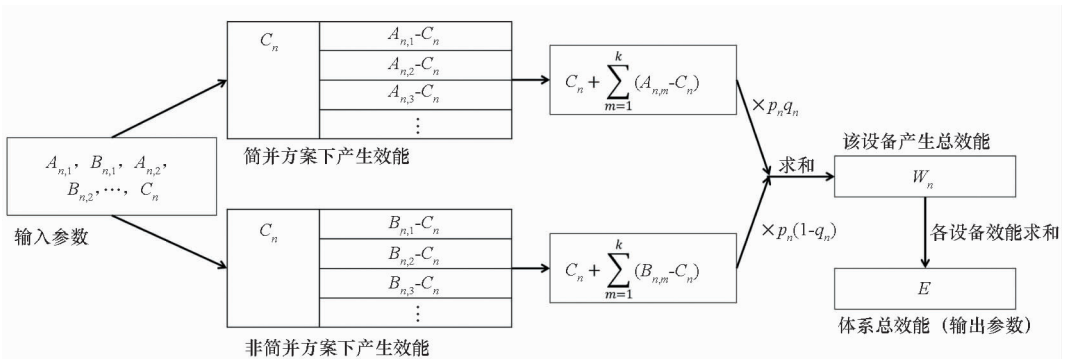 C_n
A_{n,1}-C_n
A_{n,2}-C_n
A_{n,3}-C_n
⋮
简并方案下产生效能
A_{n,1}, B_{n,1}, A_{n,2},
B_{n,2},…, C_n
输入参数
C_n
B_{n,1}-C_n
B_{n,2}-C_n
B_{n,3}-C_n
⋮
非简并方案下产生效能
C_n + \sum_{m=1}^{k} (A_{n,m}-C_n)
×p_nq_n
C_n + \sum_{m=1}^{k} (B_{n,m}-C_n)
×p_n(1-q_n)
求和
该设备产生总效能
W_n
各设备效能求和
E
体系总效能（输出参数）